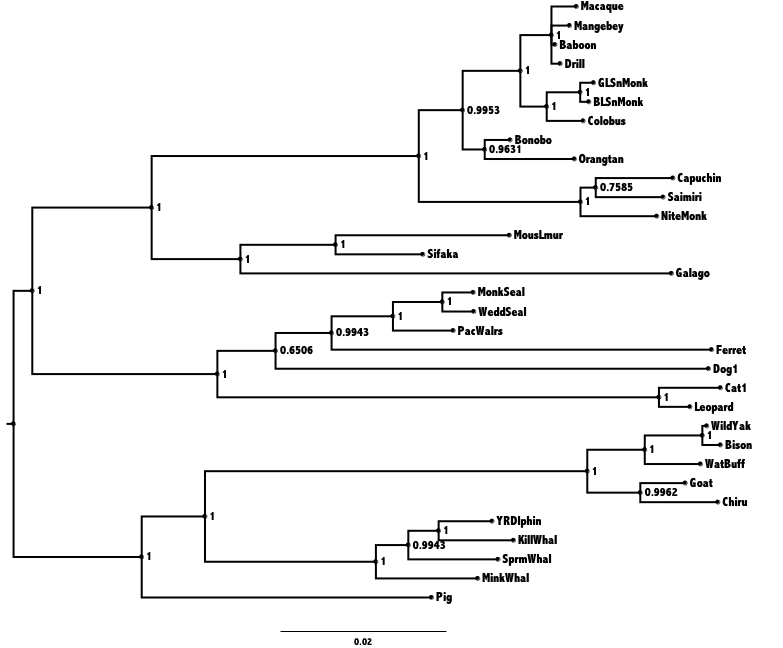 Macaque
Mangebey
1
Baboon
Drill
1
GLSnMonk
1
BLSnMonk
1
Colobus
0.9953
Bonobo
0.9631
Orangtan
1
Capuchin
0.7585
Saimiri
1
NiteMonk
1
MousLmur
1
Sifaka
1
Galago
1
MonkSeal
1
WeddSeal
1
PacWalrs
0.9943
Ferret
0.6506
Dog1
1
Cat1
1
Leopard
WildYak
1
Bison
1
WatBuff
1
Goat
0.9962
Chiru
1
YRDlphin
1
KillWhal
0.9943
SprmWhal
1
MinkWhal
1
Pig
0.02